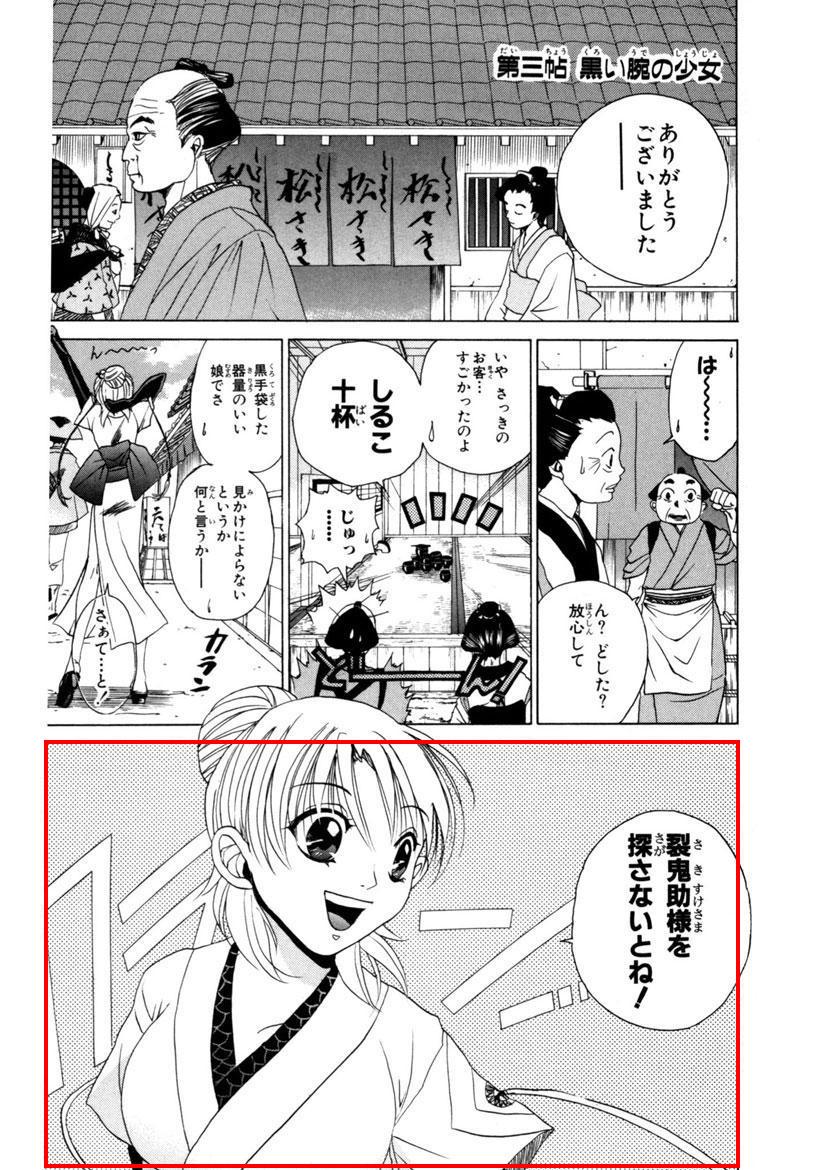 第三帖 黒い腕の少女
ありがとう
ございました
は〜〜〜…
ん？どした？
放心して
いや さっきの
お客…
すごかったのよ
しるこ
十杯
じゅっ
……
どーん！
黒手袋した
器量のいい
娘でさ
見かけによらない
というか
何と言うか――
ん〜〜〜
カラン
さぁて…と！
裂鬼助様を
探さないとね！